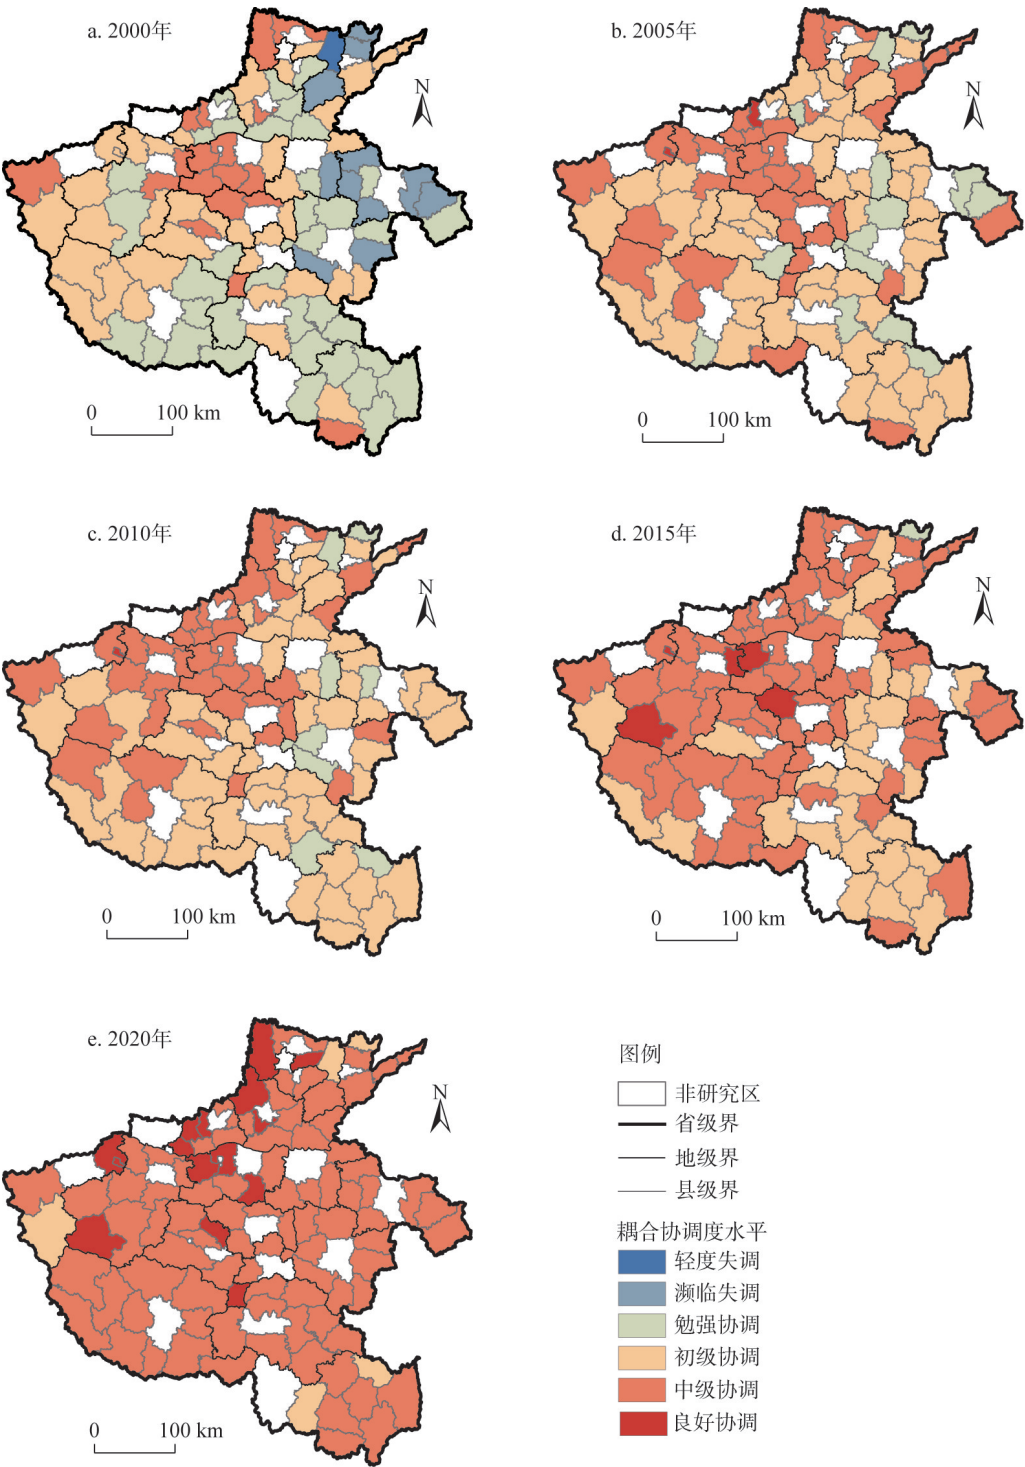 a. 2000年
N
0 100 km
b. 2005年
N
0 100 km
c. 2010年
N
0 100 km
d. 2015年
N
0 100 km
e. 2020年
N
0 100 km
图例
非研究区
省级界
地级界
县级界
耦合协调度水平
轻度失调
濒临失调
勉强协调
初级协调
中级协调
良好协调